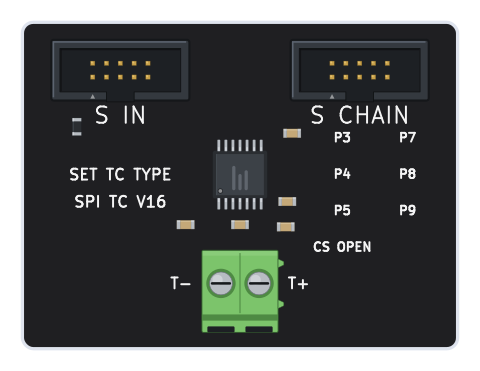 S IN
S CHAIN
P3 P7
SET TC TYPE
P4 P8
SPI TC V16
P5 P9
CS OPEN
T− T+